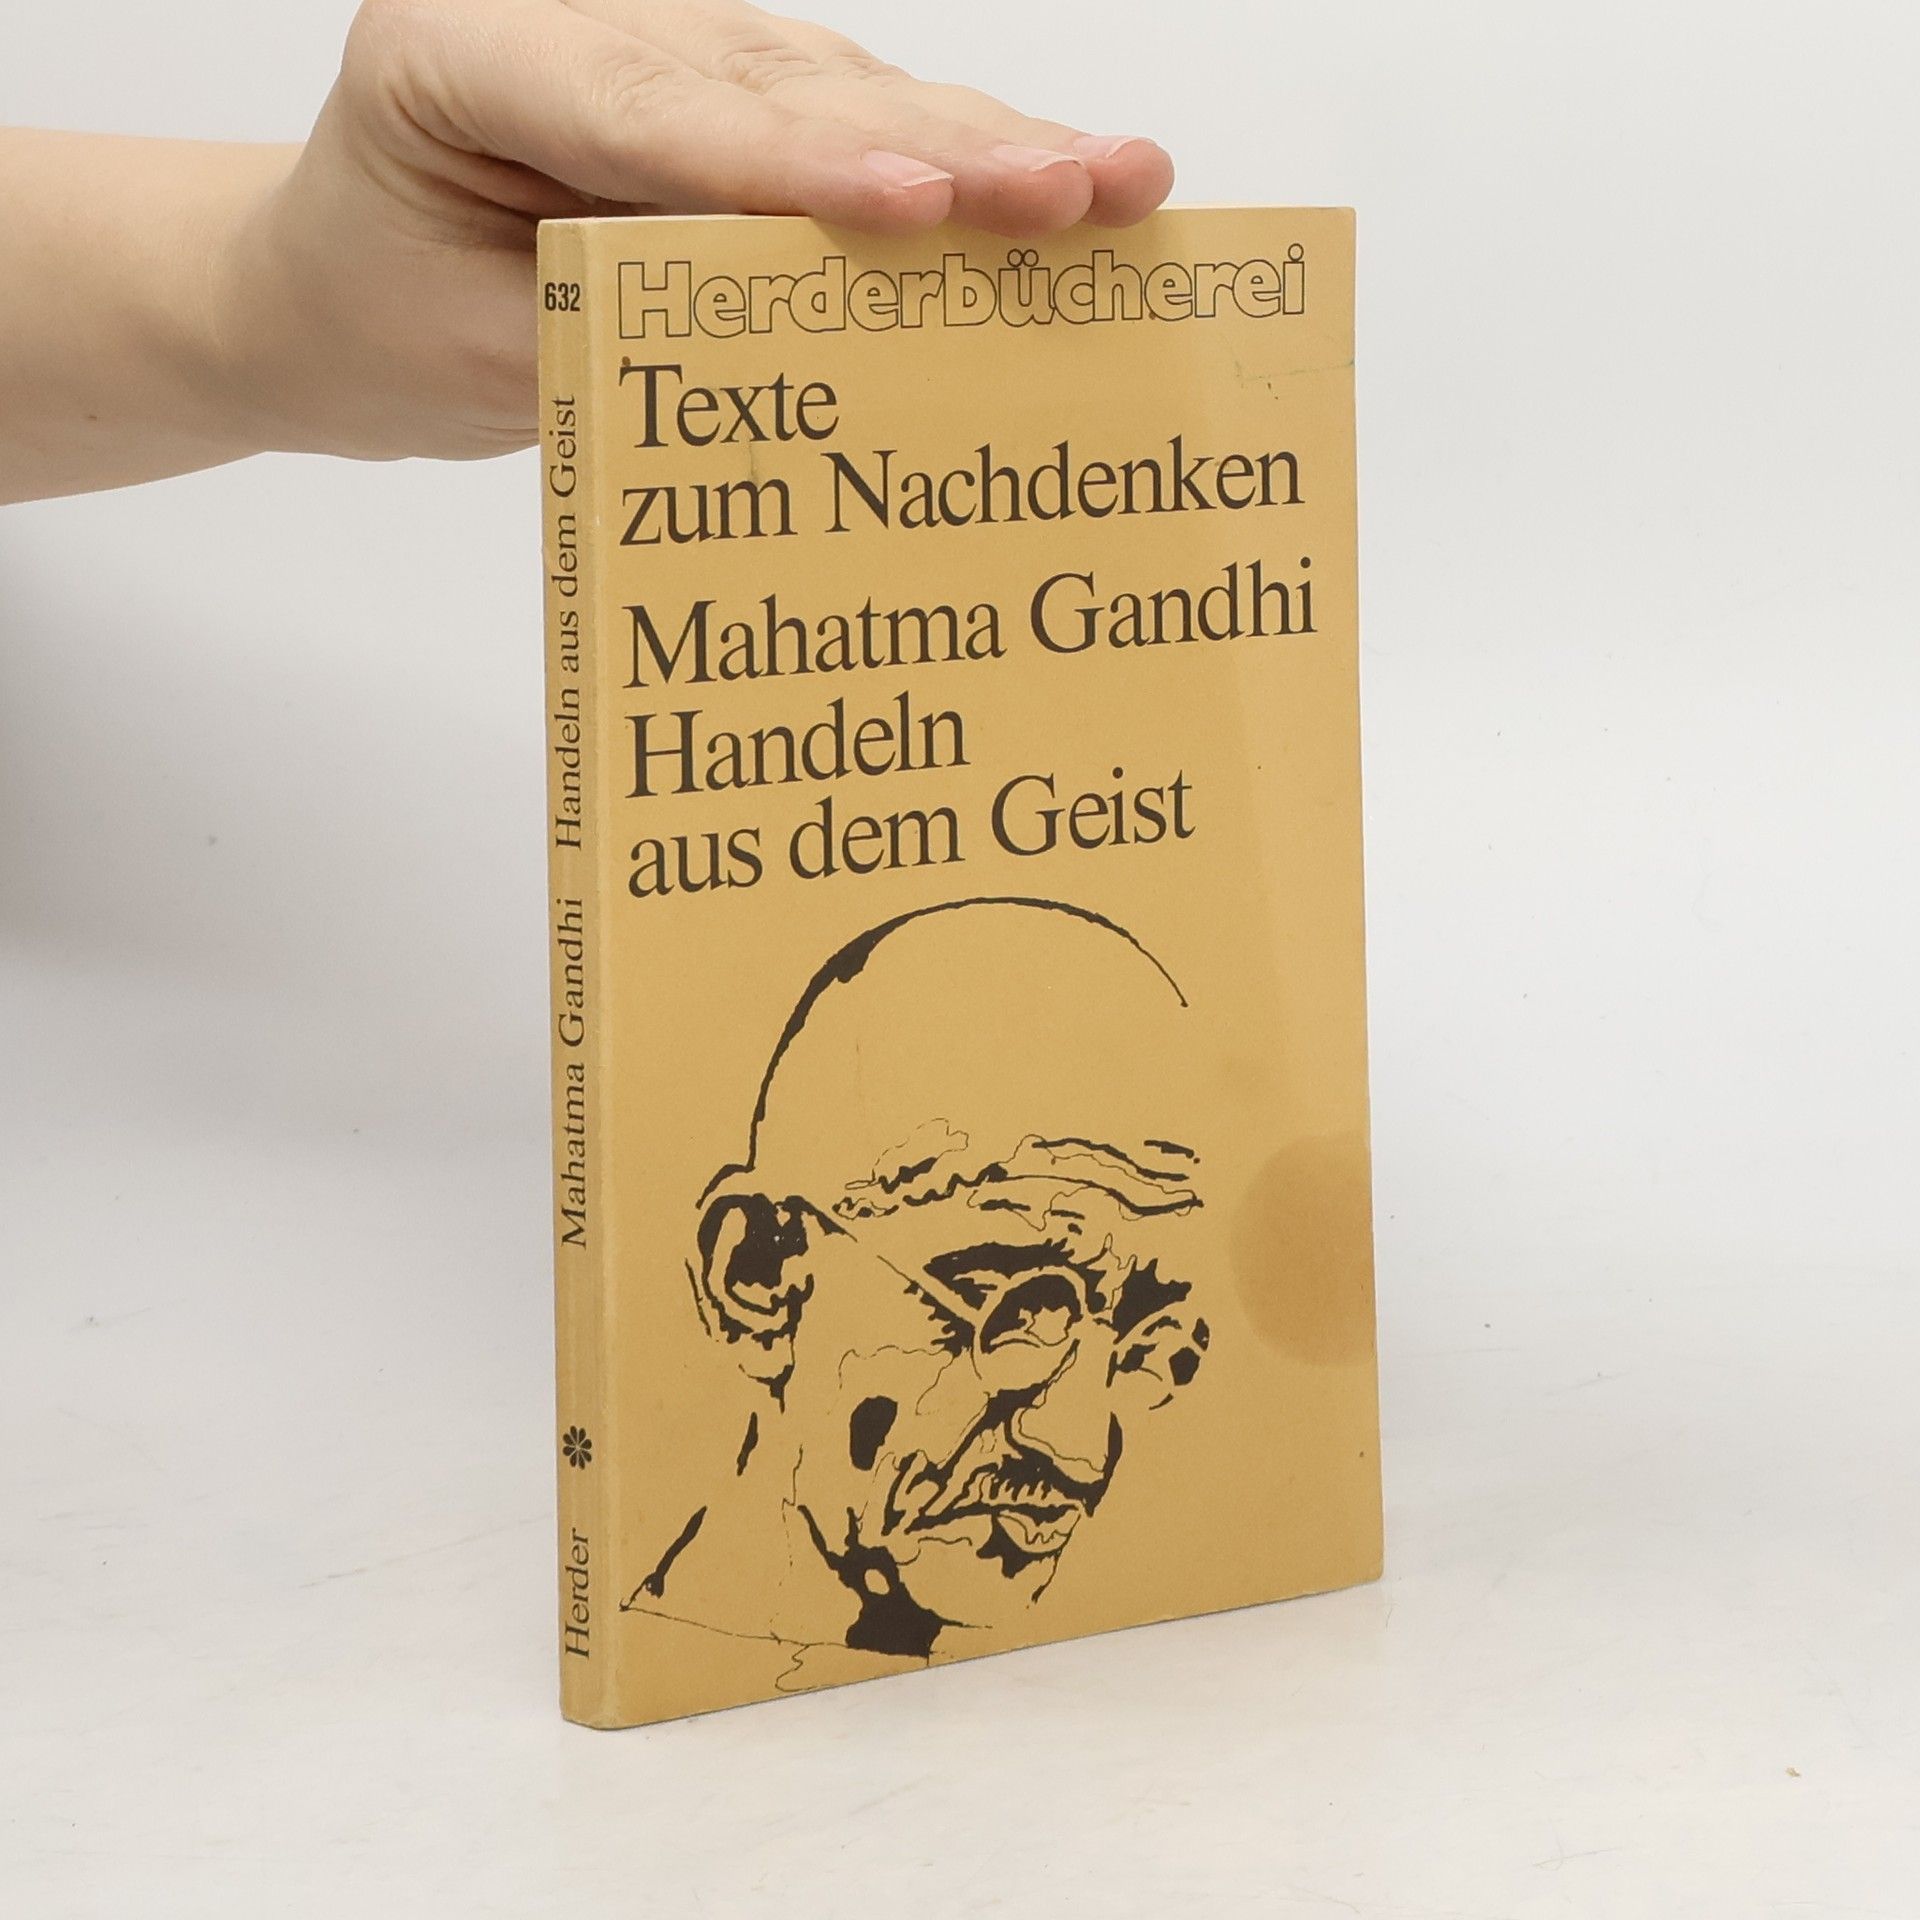 Herderbücherei
Texte
zum Nachdenken
Mahatma Gandhi
Handeln
aus dem Geist
632
Mahatma Gandhi Handeln aus dem Geist
Herder